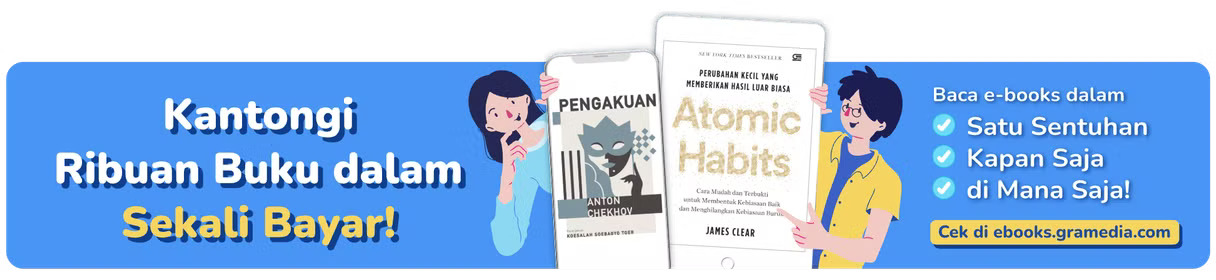 Kantongi
Ribuan Buku dalam
Sekali Bayar!
PENGAKUAN
ANTON
CHEKHOV
KOESALAH SOEBAGYO TOER
NEW YORK TIMES BESTSELLER
PERUBAHAN KECIL YANG
MEMBERIKAN HASIL LUAR BIASA
Atomic
Habits
Cara Mudah dan Terbukti
untuk Membentuk Kebiasaan Baik
dan Menghilangkan Kebiasaan Buruk
JAMES CLEAR
Baca e-books dalam
Satu Sentuhan
Kapan Saja
di Mana Saja!
Cek di ebooks.gramedia.com